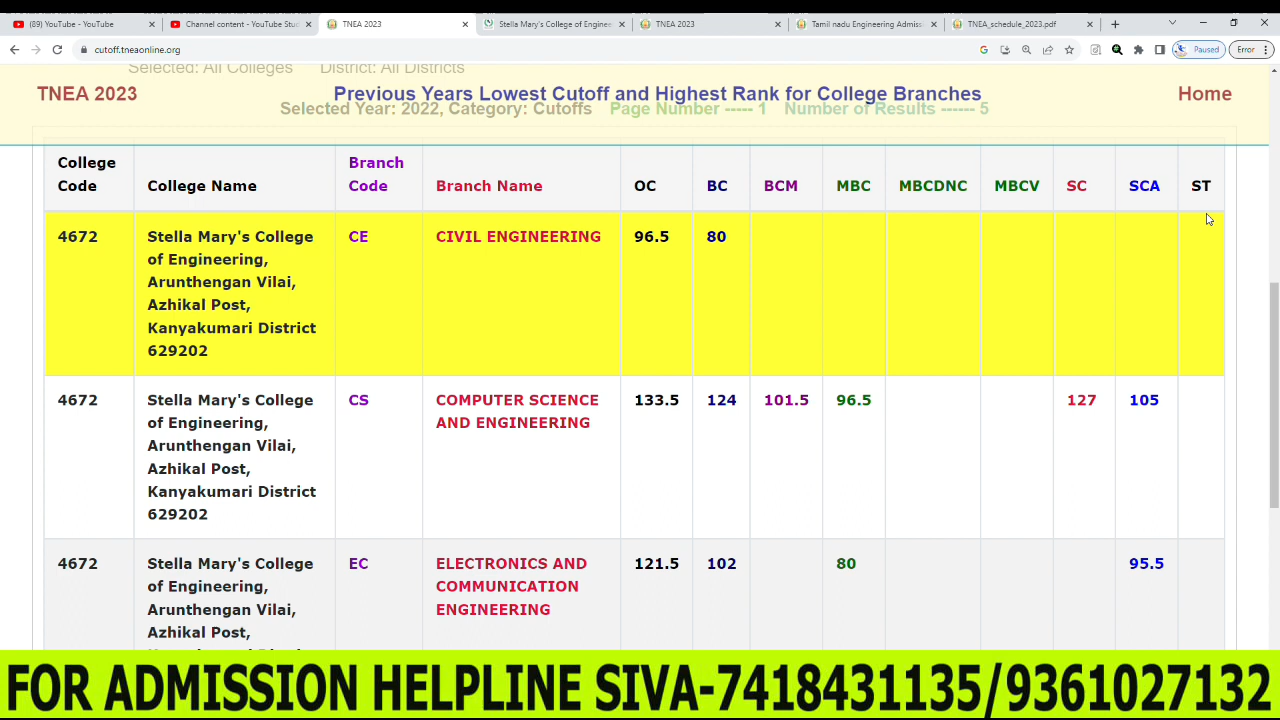 (89) YouTube - YouTube
Channel content - YouTube Stu
TNEA 2023
Stella Mary's College of Enginee
TNEA 2023
Tamil nadu Engineering Admiss
TNEA_schedule_2023.pdf
cutoff.tneaonline.org
Paused
Error
Selected: All Colleges District: All Districts
TNEA 2023
Previous Years Lowest Cutoff and Highest Rank for College Branches
Home
Selected Year: 2022, Category: Cutoffs Page Number ----- 1 Number of Results ------ 5
College Code
College Name
Branch Code
Branch Name
OC
BC
BCM
MBC
MBCDNC
MBCV
SC
SCA
ST
4672
Stella Mary's College
of Engineering,
Arunthengan Vilai,
Azhikal Post,
Kanyakumari District
629202
CE
CIVIL ENGINEERING
96.5
80
4672
Stella Mary's College
of Engineering,
Arunthengan Vilai,
Azhikal Post,
Kanyakumari District
629202
CS
COMPUTER SCIENCE
AND ENGINEERING
133.5
124
101.5
96.5
127
105
4672
Stella Mary's College
of Engineering,
Arunthengan Vilai,
Azhikal Post,
EC
ELECTRONICS AND
COMMUNICATION
ENGINEERING
121.5
102
80
95.5
FOR ADMISSION HELPLINE SIVA-7418431135/9361027132